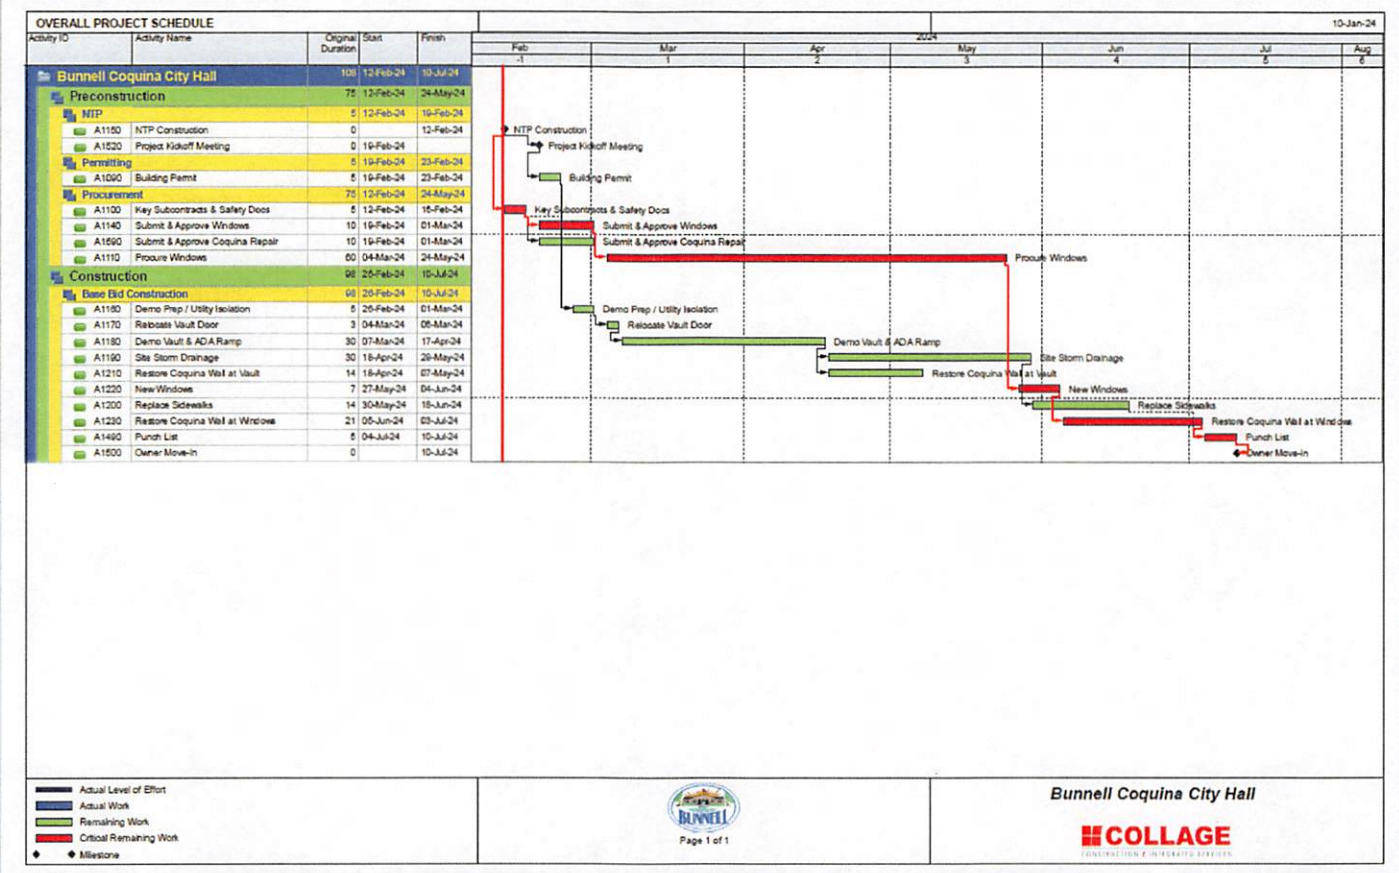 OVERALL PROJECT SCHEDULE 10-Jan-24
Activity ID Activity Name Original Duration Start Finish 2024
Feb Mar Apr May Jun Jul Aug
-1 1 2 3 4 5 6
Bunnell Coquina City Hall 108 12-Feb-24 10-Jul-24
Preconstruction 75 12-Feb-24 24-May-24
NTP 5 12-Feb-24 19-Feb-24
A1150 NTP Construction 0 12-Feb-24 NTP Construction
A1520 Project Kickoff Meeting 0 19-Feb-24 Project Kickoff Meeting
Permitting 5 19-Feb-24 23-Feb-24
A1090 Building Permit 5 19-Feb-24 23-Feb-24 Building Permit
Procurement 75 12-Feb-24 24-May-24
A1100 Key Subcontracts & Safety Docs 5 12-Feb-24 16-Feb-24 Key Subcontracts & Safety Docs
A1140 Submit & Approve Windows 10 19-Feb-24 01-Mar-24 Submit & Approve Windows
A1590 Submit & Approve Coquina Repair 10 19-Feb-24 01-Mar-24 Submit & Approve Coquina Repair
A1110 Procure Windows 60 04-Mar-24 24-May-24 Procure Windows
Construction 98 26-Feb-24 10-Jul-24
Base Bid Construction 98 26-Feb-24 10-Jul-24
A1160 Demo Prep / Utility Isolation 5 26-Feb-24 01-Mar-24 Demo Prep / Utility Isolation
A1170 Relocate Vault Door 3 04-Mar-24 06-Mar-24 Relocate Vault Door
A1180 Demo Vault & ADA Ramp 30 07-Mar-24 17-Apr-24 Demo Vault & ADA Ramp
A1190 Site Storm Drainage 30 18-Apr-24 29-May-24 Site Storm Drainage
A1210 Restore Coquina Wall at Vault 14 18-Apr-24 07-May-24 Restore Coquina Wall at Vault
A1220 New Windows 7 27-May-24 04-Jun-24 New Windows
A1200 Replace Sidewalks 14 30-May-24 18-Jun-24 Replace Sidewalks
A1230 Restore Coquina Wall at Windows 21 05-Jun-24 03-Jul-24 Restore Coquina Wall at Windows
A1490 Punch List 5 04-Jul-24 10-Jul-24 Punch List
A1500 Owner Move-In 0 10-Jul-24 Owner Move-In
Actual Level of Effort
Actual Work
Remaining Work
Critical Remaining Work
Milestone
BUNNELL
Page 1 of 1
Bunnell Coquina City Hall
COLLAGE
CONSTRUCTION & INTEGRATED SERVICES